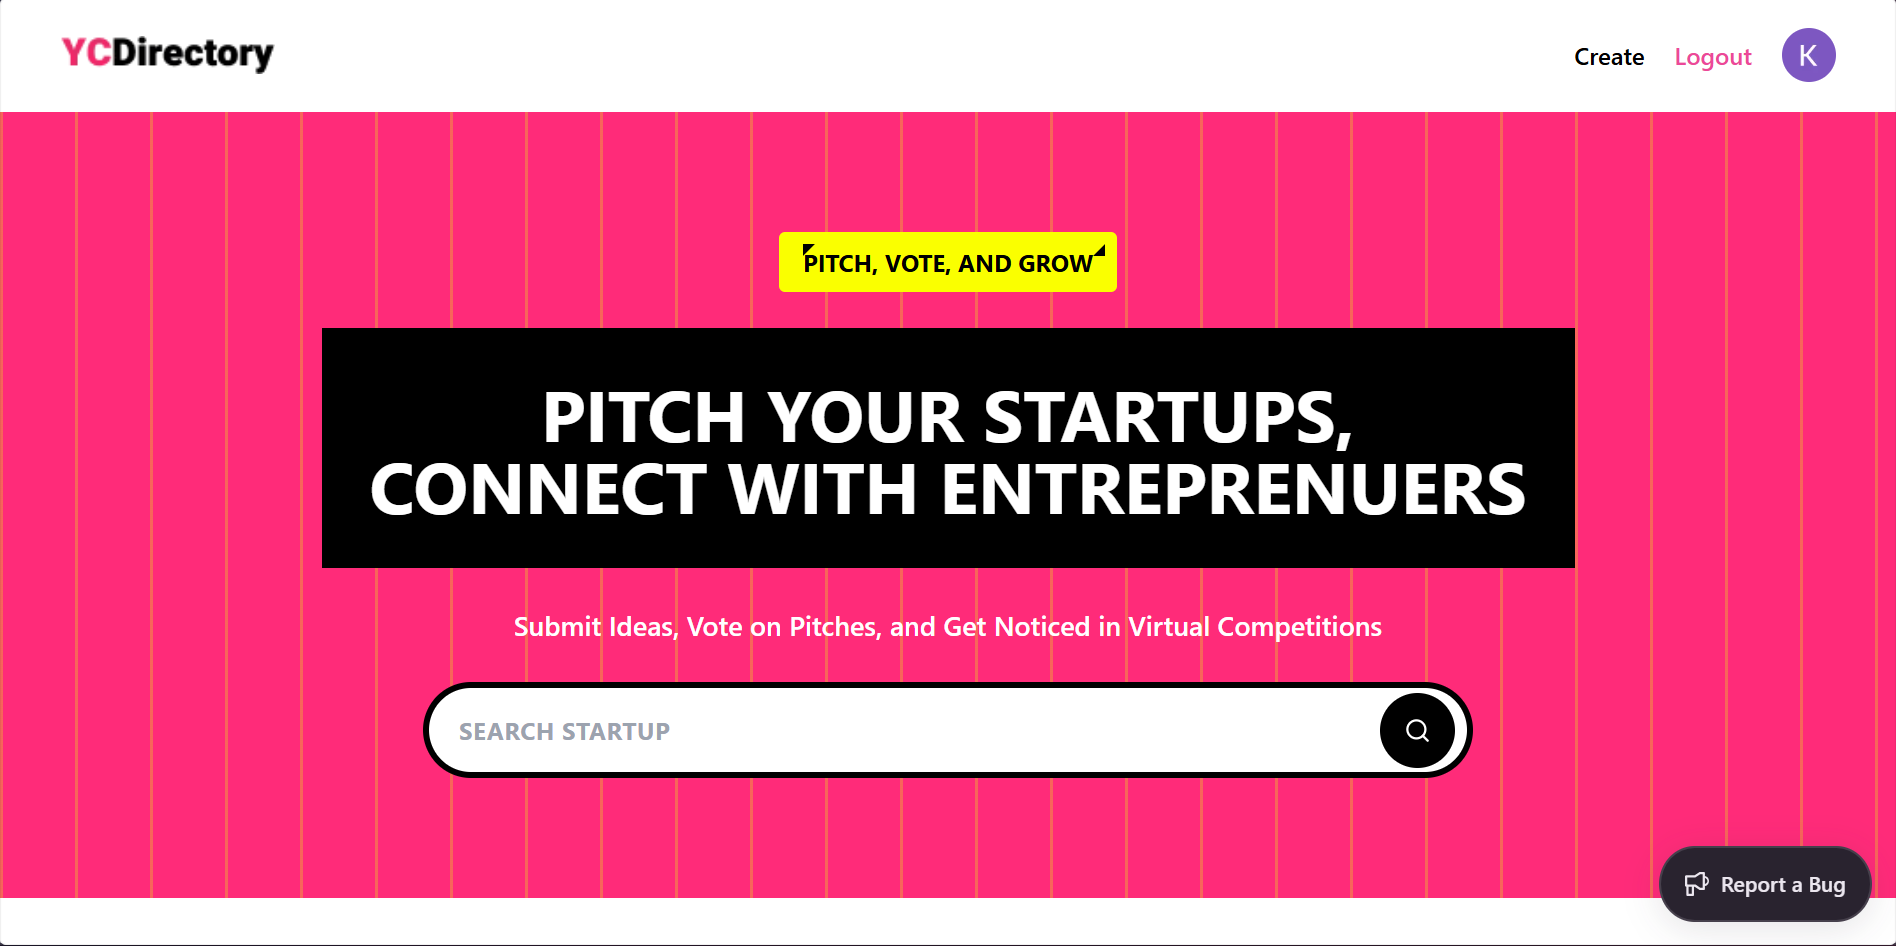 YCDirectory
Create
Logout
K
PITCH, VOTE, AND GROW
PITCH YOUR STARTUPS,
CONNECT WITH ENTREPRENUERS
Submit Ideas, Vote on Pitches, and Get Noticed in Virtual Competitions
SEARCH STARTUP
Report a Bug